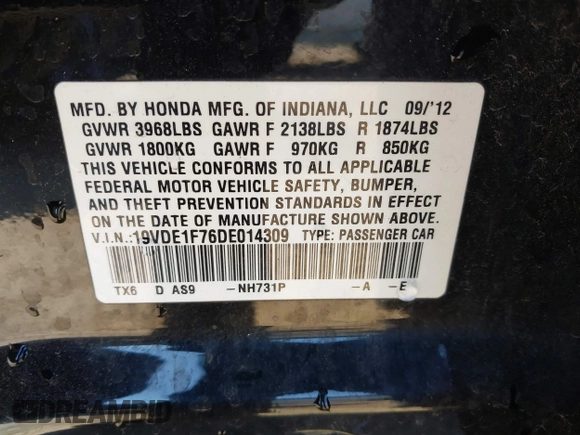 MFD. BY HONDA MFG. OF INDIANA, LLC 09/'12
GVWR 3968LBS GAWR F 2138LBS R 1874LBS
GVWR 1800KG GAWR F 970KG R 850KG
THIS VEHICLE CONFORMS TO ALL APPLICABLE
FEDERAL MOTOR VEHICLE SAFETY, BUMPER,
AND THEFT PREVENTION STANDARDS IN EFFECT
ON THE DATE OF MANUFACTURE SHOWN ABOVE.
V.I.N.:19VDE1F76DE014309 TYPE: PASSENGER CAR
TX6 D AS9 -NH731P -A -E
DREAMBID